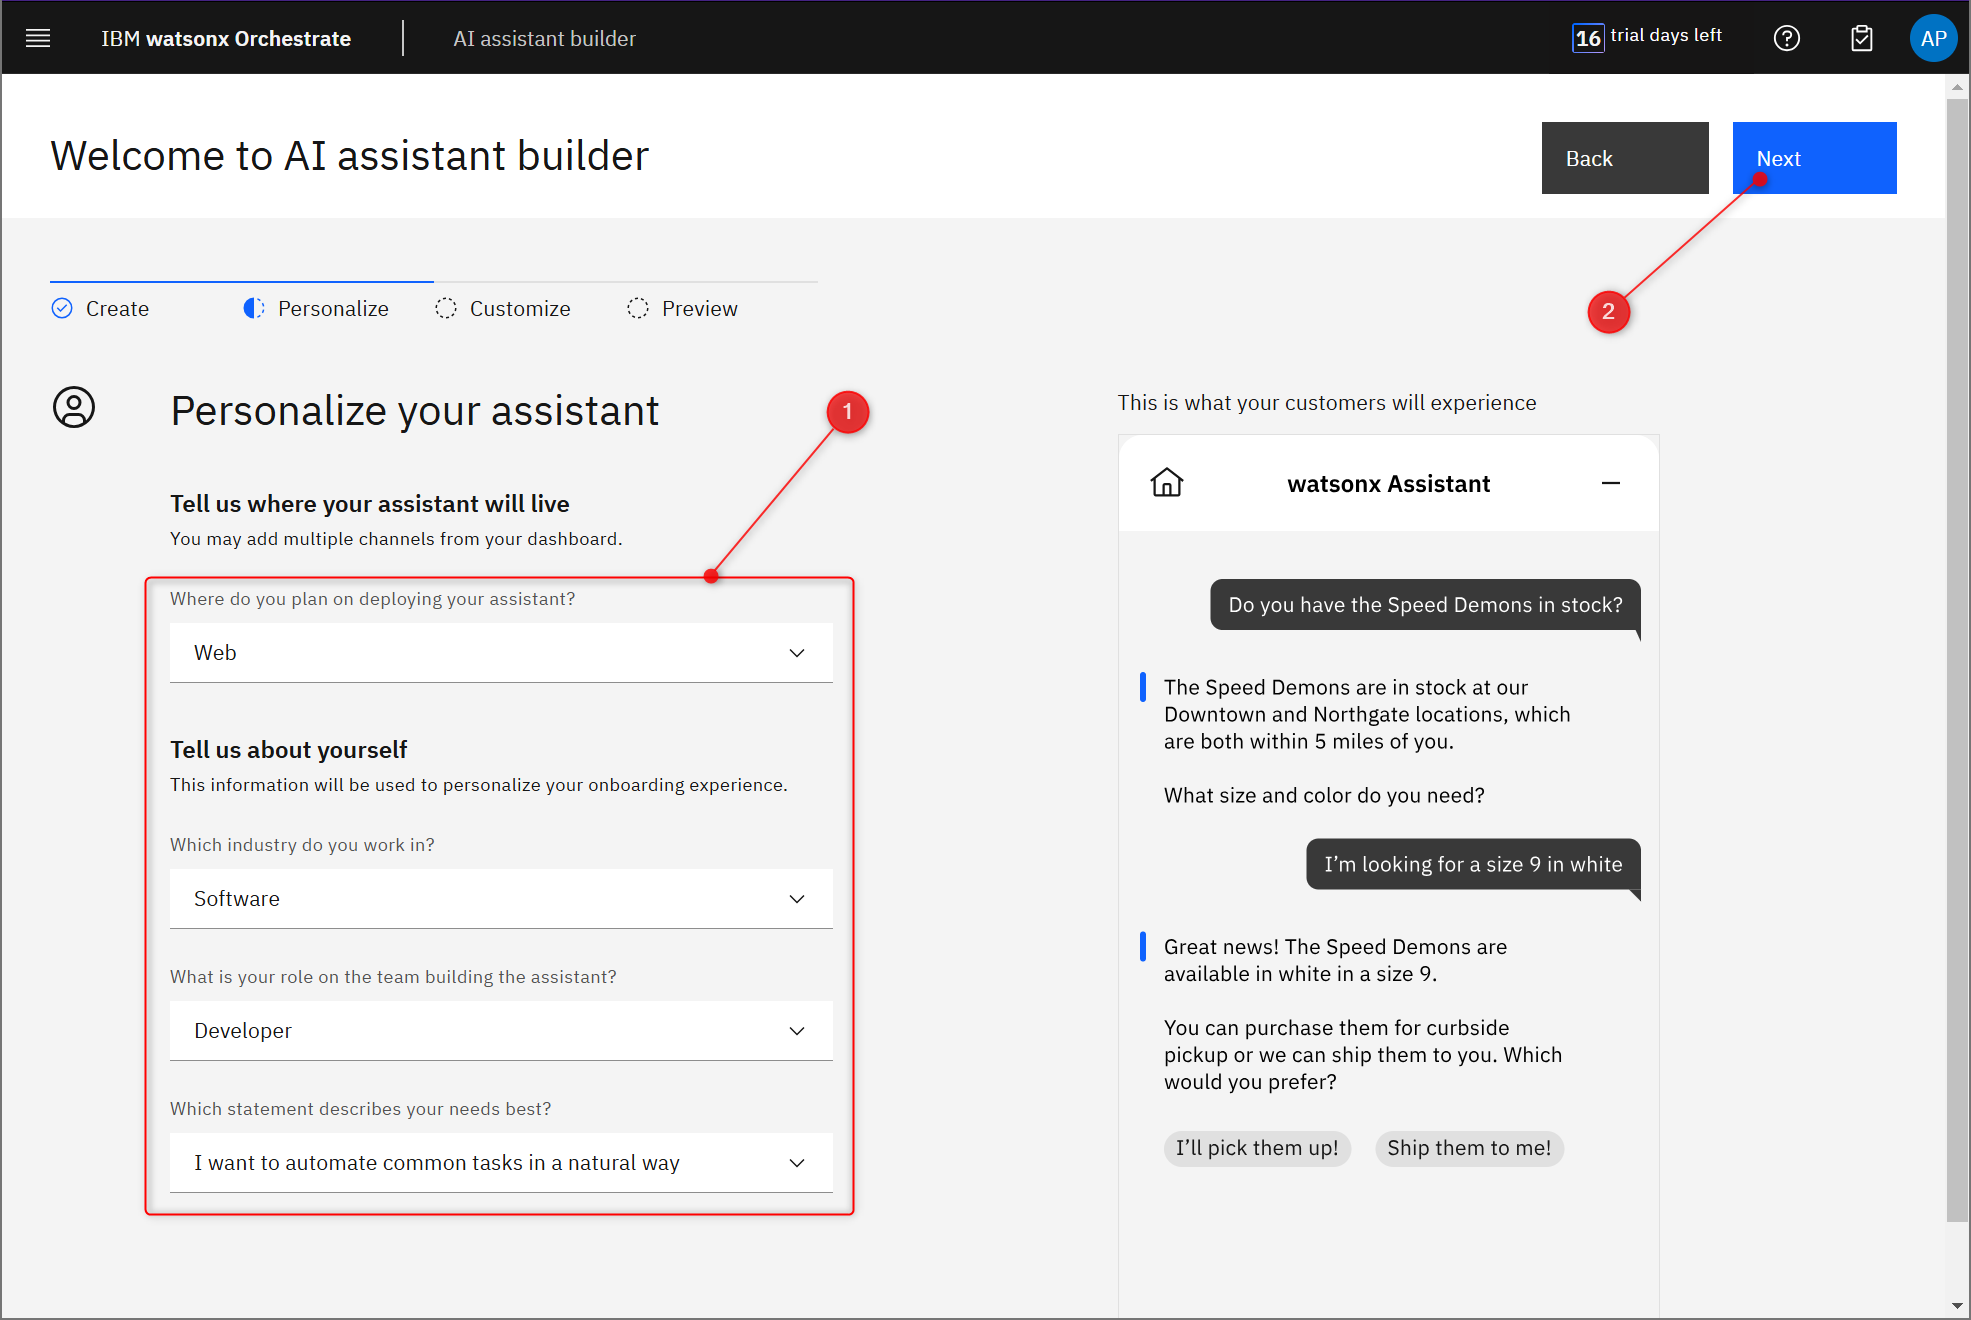 IBM watsonx Orchestrate
AI assistant builder
16 trial days left
AP
Welcome to AI assistant builder
Back
Next
Create
Personalize
Customize
Preview
2
Personalize your assistant
1
Tell us where your assistant will live
You may add multiple channels from your dashboard.
Where do you plan on deploying your assistant?
Web
Tell us about yourself
This information will be used to personalize your onboarding experience.
Which industry do you work in?
Software
What is your role on the team building the assistant?
Developer
Which statement describes your needs best?
I want to automate common tasks in a natural way
This is what your customers will experience
watsonx Assistant
Do you have the Speed Demons in stock?
The Speed Demons are in stock at our
Downtown and Northgate locations, which
are both within 5 miles of you.
What size and color do you need?
I’m looking for a size 9 in white
Great news! The Speed Demons are
available in white in a size 9.
You can purchase them for curbside
pickup or we can ship them to you. Which
would you prefer?
I’ll pick them up!
Ship them to me!